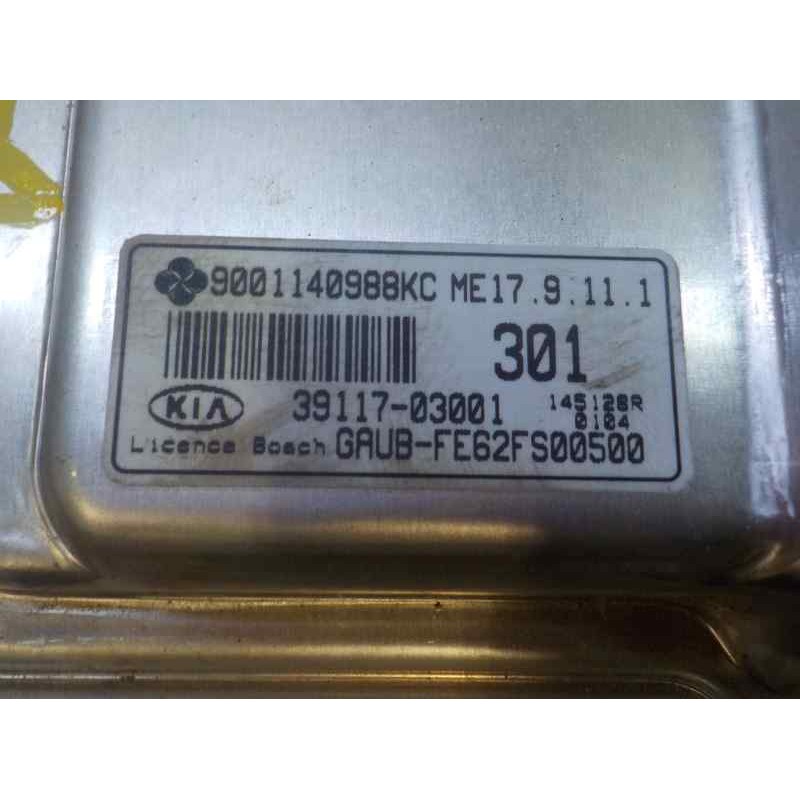 9001140988KC ME17.9.11.1
301
KIA 39117-03001 145128R
0104
Licence Bosch GAUB-FE62FS00500